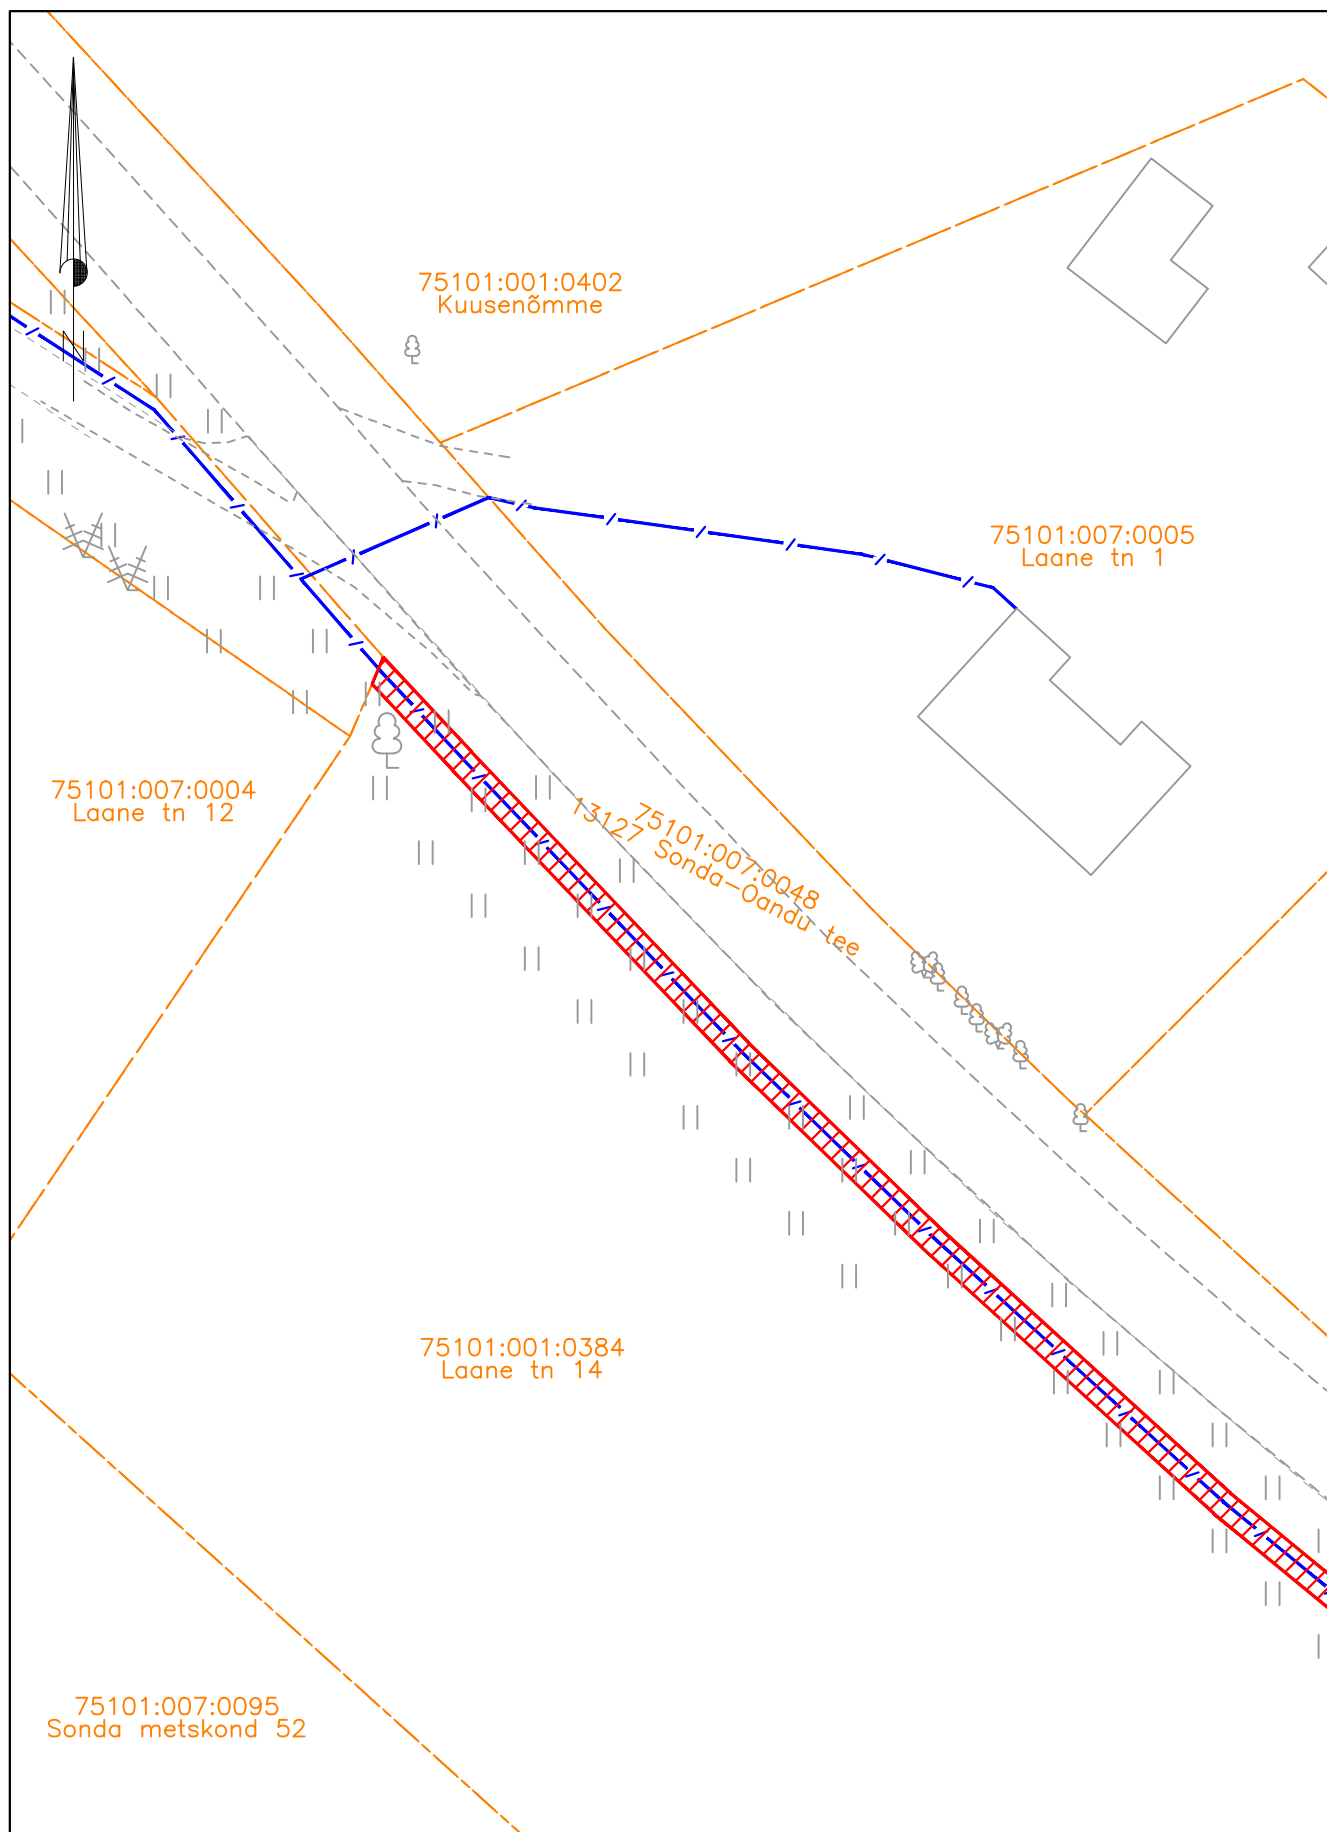 75101:001:0402
Kuusenõmme
75101:007:0005
Laane tn 1
75101:007:0004
Laane tn 12
75101:007:0048
13127 Sonda-Oandu tee
75101:001:0384
Laane tn 14
75101:007:0095
Sonda metskond 52
N